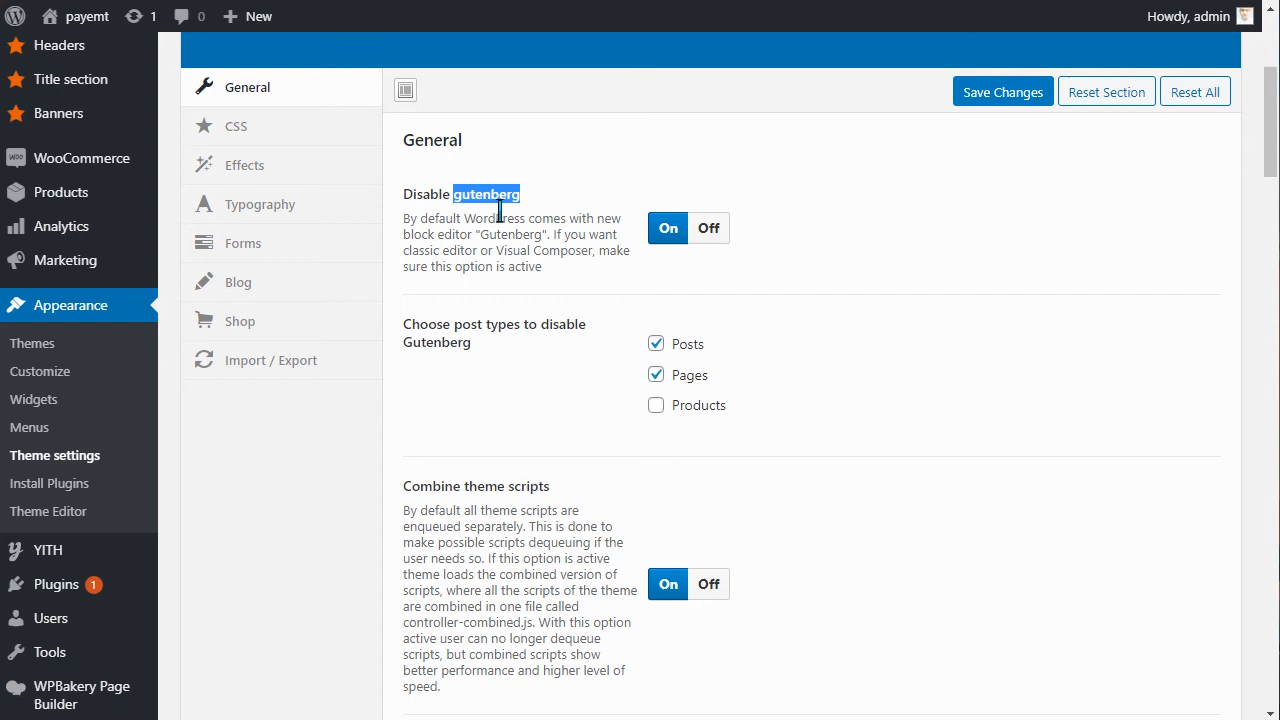 payemt
1
0
New
Howdy, admin
Headers
Title section
Banners
WOO
WooCommerce
Products
Analytics
Marketing
Appearance
Themes
Customize
Widgets
Menus
Theme settings
Install Plugins
Theme Editor
YITH
Plugins 1
Users
Tools
WPBakery Page
Builder
General
CSS
Effects
Typography
Forms
Blog
Shop
Import / Export
Save Changes
Reset Section
Reset All
General
Disable gutenberg
By default WordPress comes with new
block editor "Gutenberg". If you want
classic editor or Visual Composer, make
sure this option is active
On Off
Choose post types to disable
Gutenberg
Posts
Pages
Products
Combine theme scripts
By default all theme scripts are
enqueued separately. This is done to
make possible scripts dequeuing if the
user needs so. If this option is active
theme loads the combined version of
scripts, where all the scripts of the theme
are combined in one file called
controller-combined.js. With this option
active user can no longer dequeue
scripts, but combined scripts show
better performance and higher level of
speed.
On Off